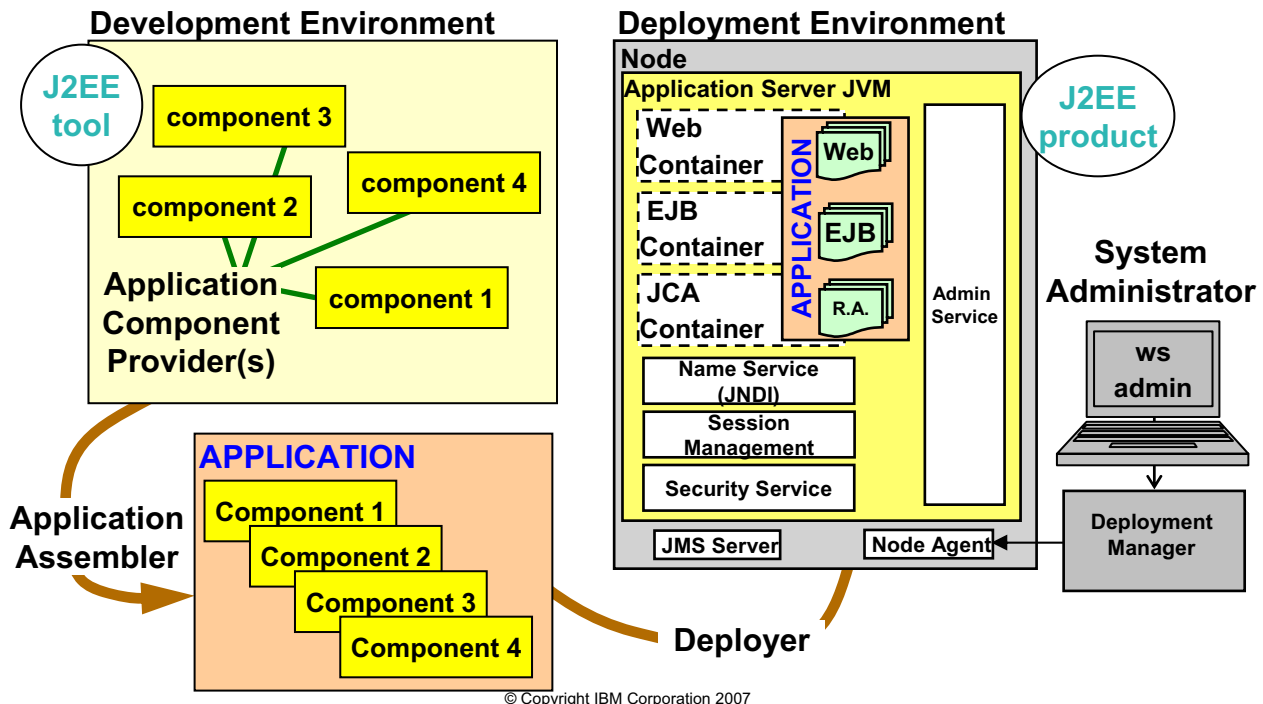 Development Environment
J2EE
tool
component 3
component 4
component 2
component 1
Application
Component
Provider(s)
Application
Assembler
APPLICATION
Component 1
Component 2
Component 3
Component 4
Deployer
Deployment Environment
Node
Application Server JVM
J2EE
product
Web
Container
EJB
Container
JCA
Container
APPLICATION
Web
EJB
R.A.
Admin
Service
Name Service
(JNDI)
Session
Management
Security Service
JMS Server
Node Agent
System
Administrator
ws
admin
Deployment
Manager
© Copyright IBM Corporation 2007